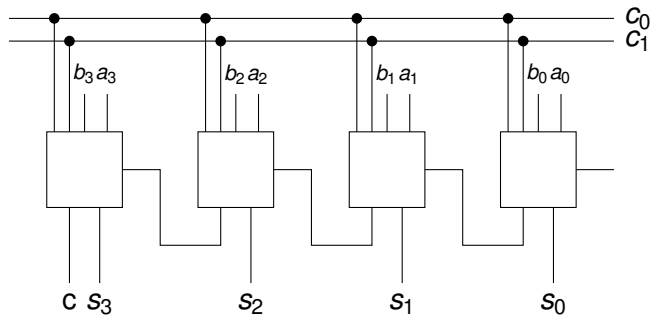 c₀
c₁
b₃ a₃ b₂ a₂ b₁ a₁ b₀ a₀
c s₃ s₂ s₁ s₀